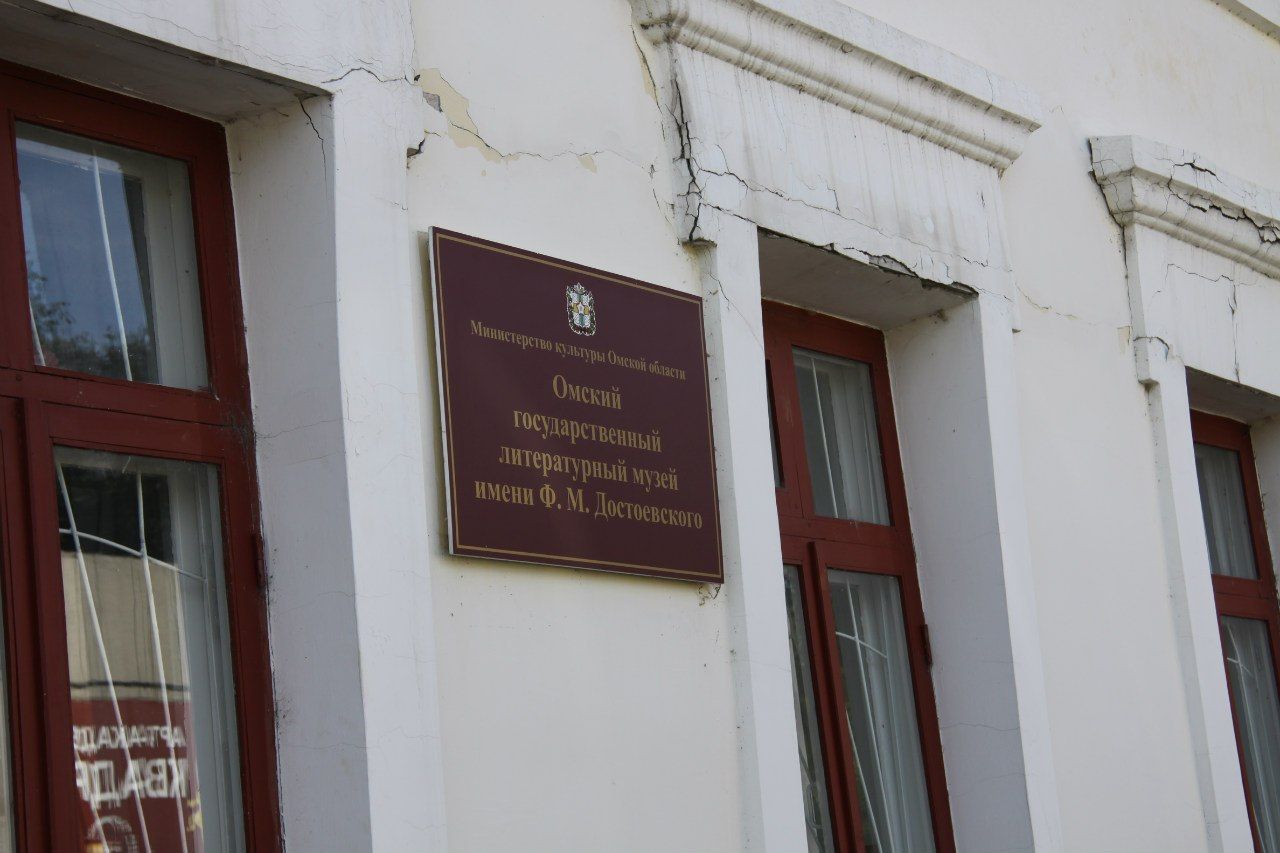 Министерство культуры Омской области
Омский
государственный
литературный музей
имени Ф. М. Достоевского